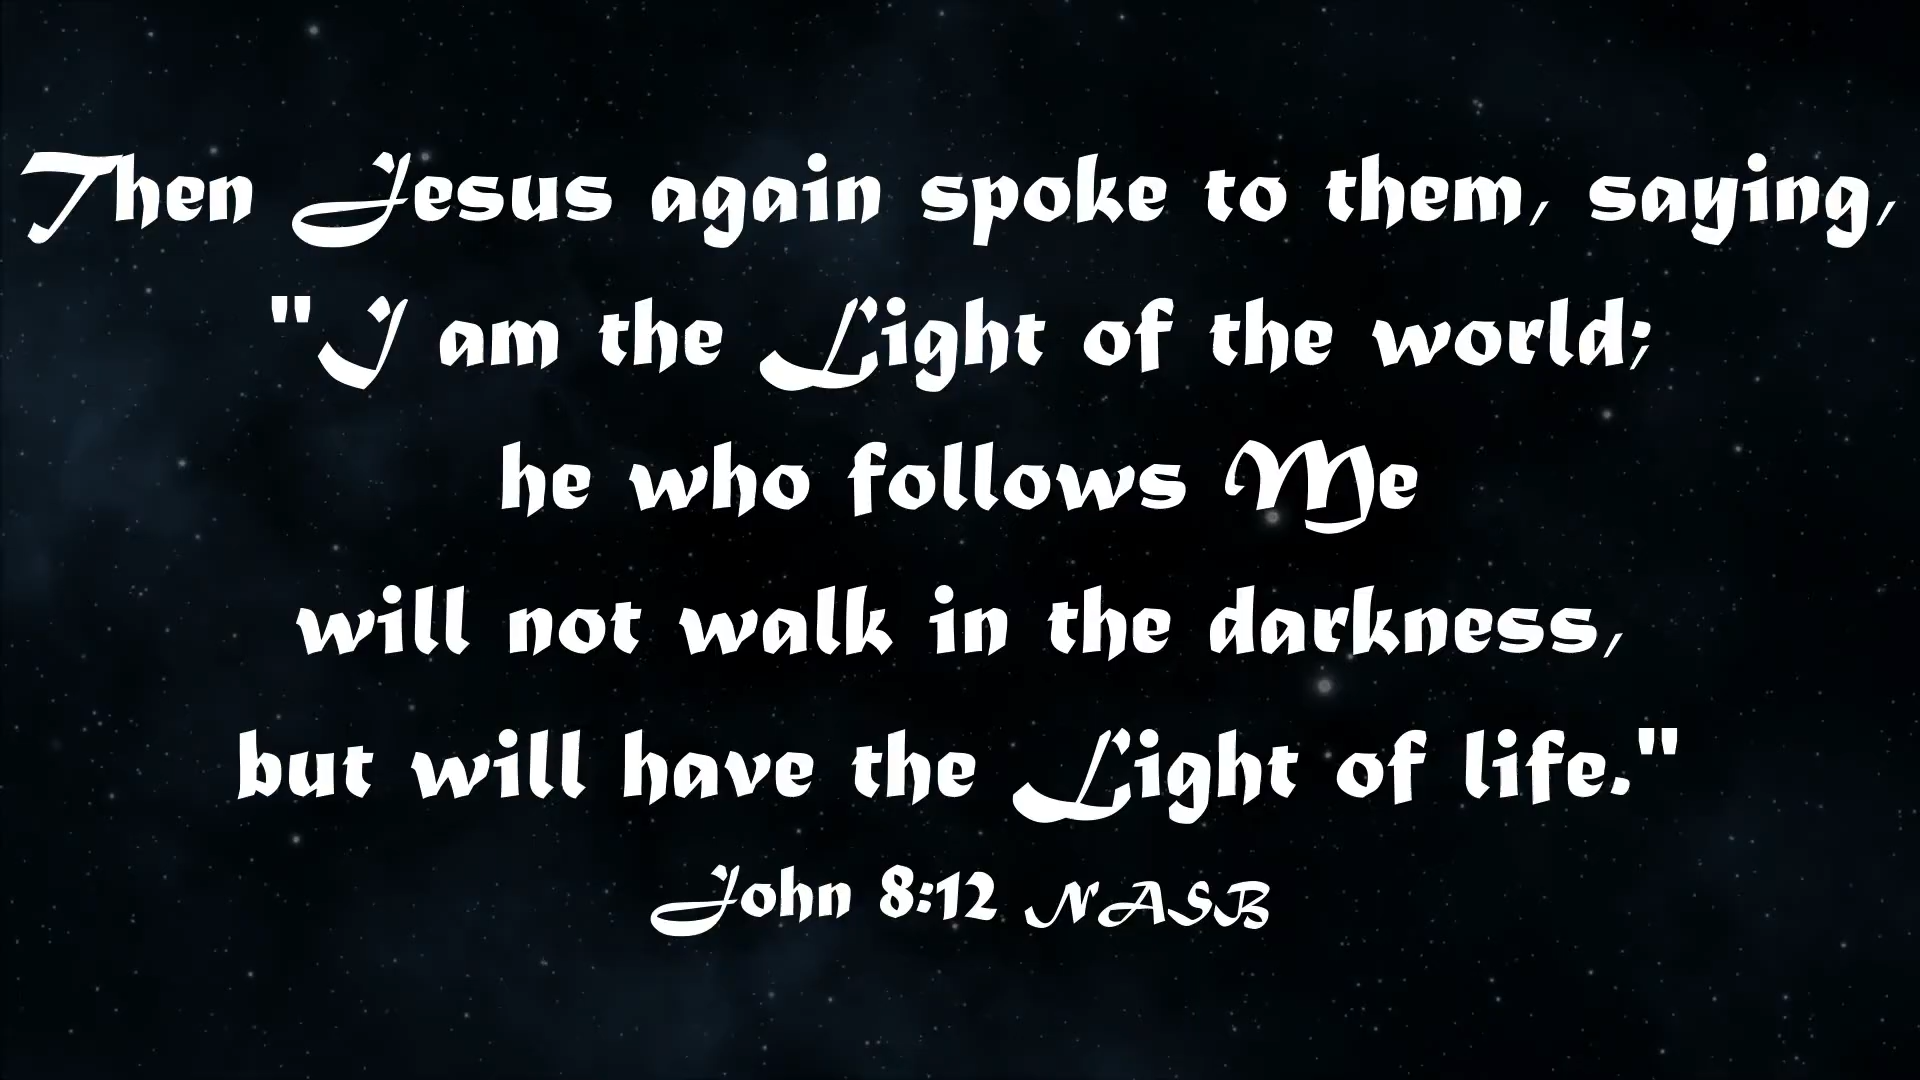 Then Jesus again spoke to them, saying,
"I am the Light of the world;
he who follows Me
will not walk in the darkness,
but will have the Light of life."
John 8:12 NASB